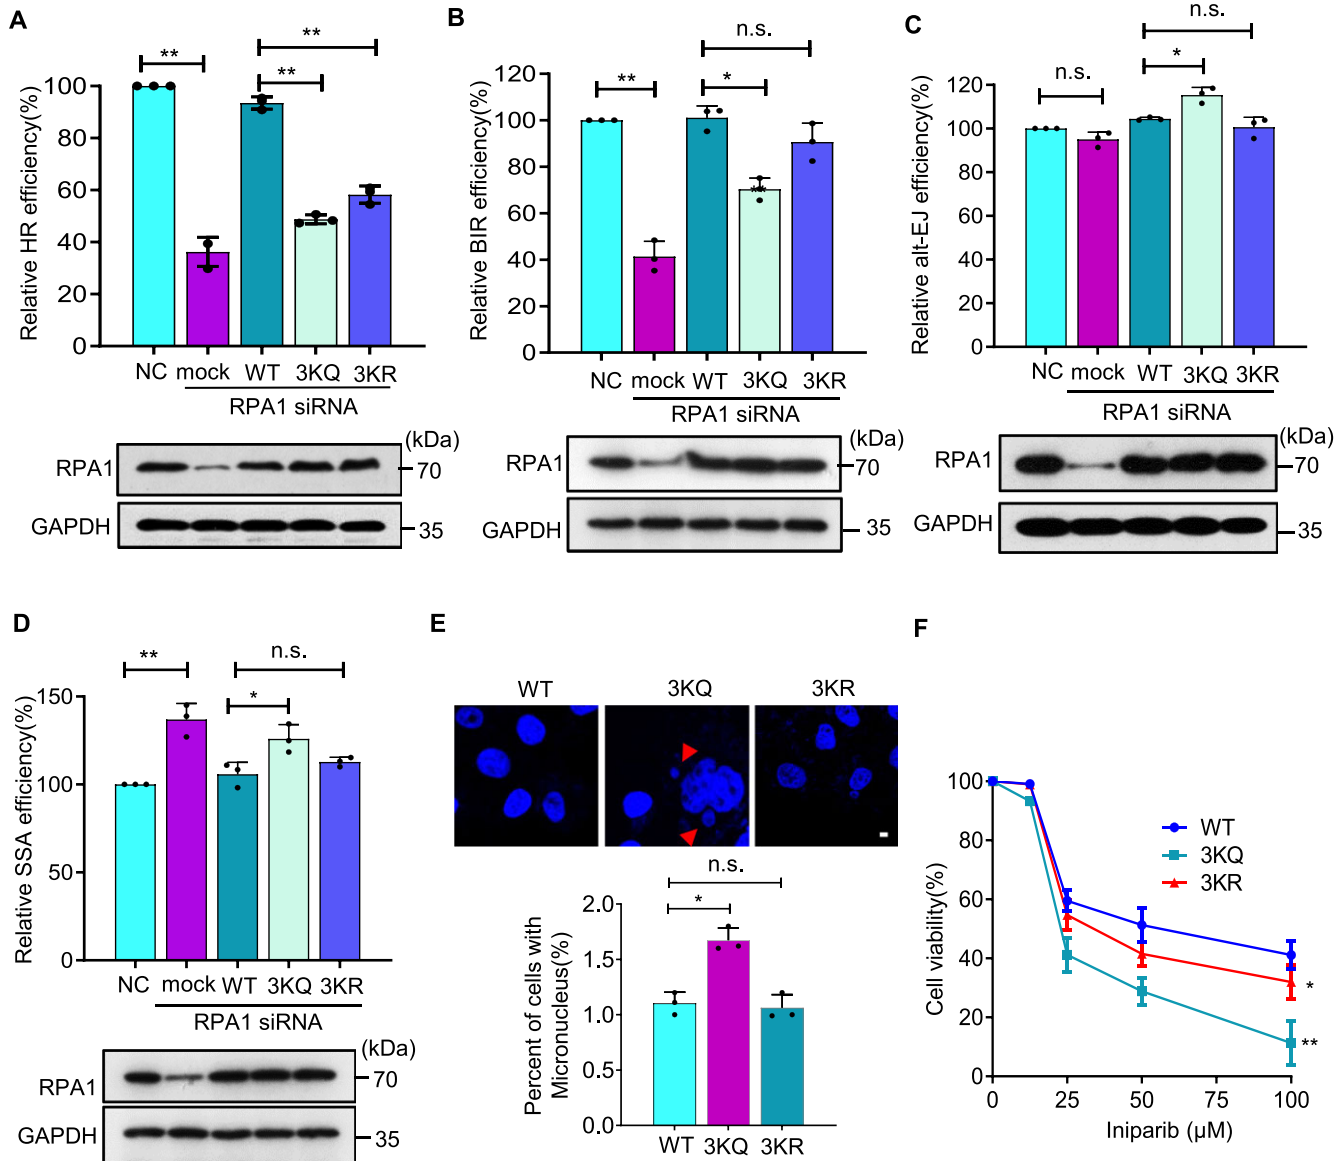 A
Relative HR efficiency(%)
100
80
60
40
20
0
**
**
**
NC mock WT 3KQ 3KR
RPA1 siRNA
(kDa)
RPA1
70
GAPDH
35
B
Relative BIR efficiency(%)
120
100
80
60
40
20
0
n.s.
**
*
**
NC mock WT 3KQ 3KR
RPA1 siRNA
(kDa)
RPA1
70
GAPDH
35
C
Relative alt-EJ efficiency(%)
120
100
80
60
40
20
0
n.s.
*
n.s.
NC mock WT 3KQ 3KR
RPA1 siRNA
(kDa)
RPA1
70
GAPDH
35
D
Relative SSA efficiency(%)
150
100
50
0
n.s.
**
*
NC mock WT 3KQ 3KR
RPA1 siRNA
(kDa)
RPA1
70
GAPDH
35
E
WT 3KQ 3KR
n.s.
*
Percent of cells with
Micronucleus(%)
2.0
1.5
1.0
0.5
0.0
WT 3KQ 3KR
F
Cell viability(%)
100
80
60
40
20
0
WT
3KQ
3KR
*
**
0 25 50 75 100
Iniparib (µM)